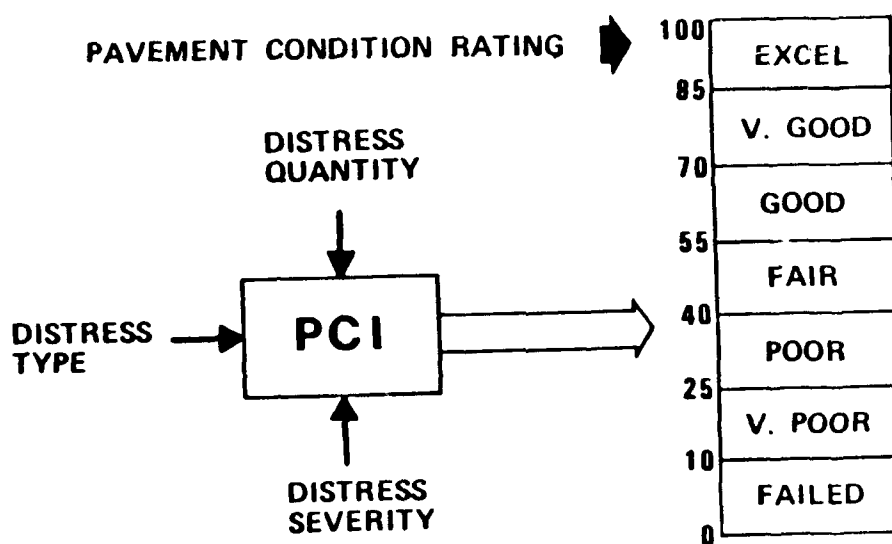 PAVEMENT CONDITION RATING
100
EXCEL
85
V. GOOD
70
GOOD
55
FAIR
40
POOR
25
V. POOR
10
FAILED
0
DISTRESS
QUANTITY
DISTRESS
TYPE
PCI
DISTRESS
SEVERITY